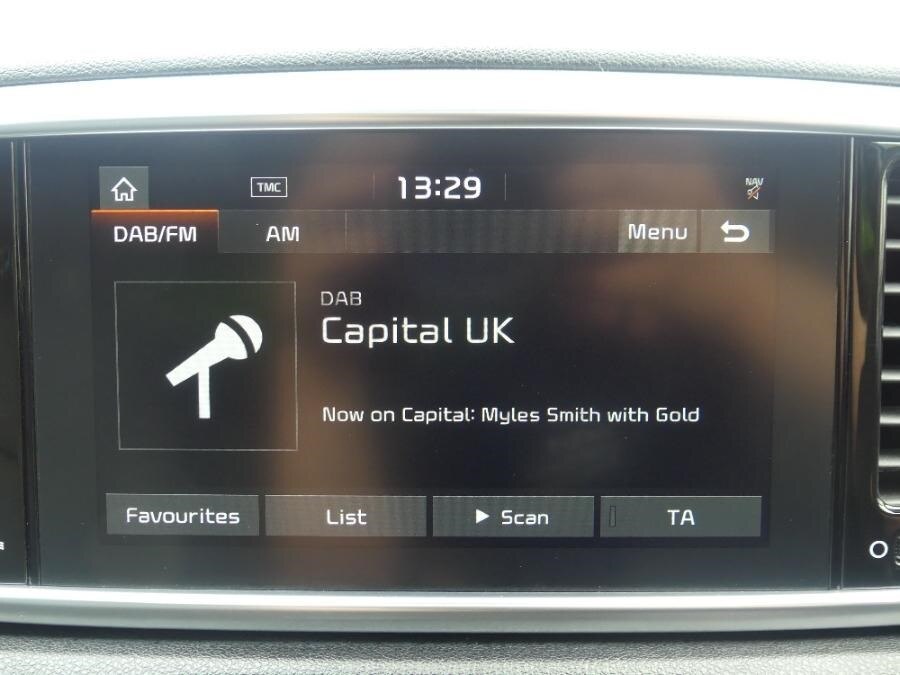 TMC 13:29 NAV
DAB/FM AM Menu
DAB
Capital UK
Now on Capital: Myles Smith with Gold
Favourites List Scan TA